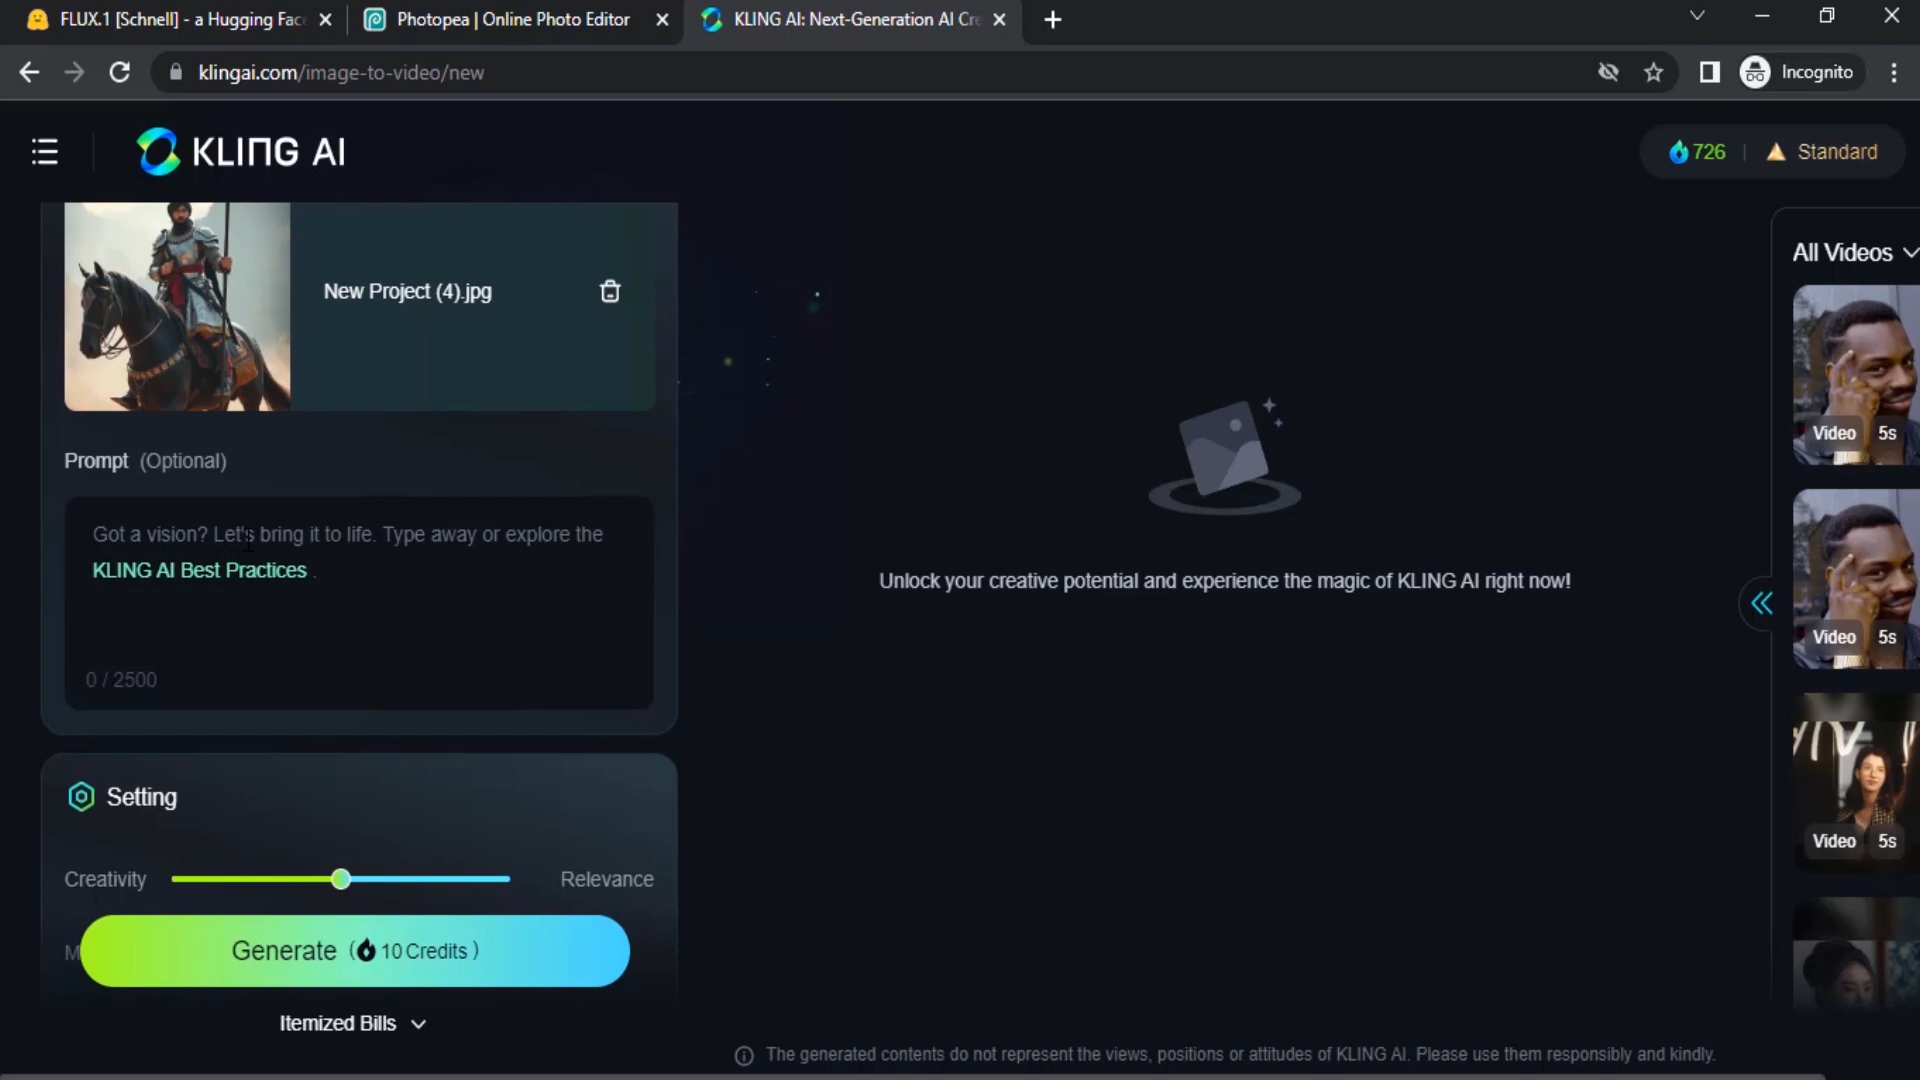 FLUX.1 [Schnell] - a Hugging Face
Photopea | Online Photo Editor
KLING AI: Next-Generation AI Cre
klingai.com/image-to-video/new
Incognito
KLING AI
726
Standard
New Project (4).jpg
All Videos
Video 5s
Prompt (Optional)
Got a vision? Let's bring it to life. Type away or explore the
KLING AI Best Practices .
0 / 2500
Unlock your creative potential and experience the magic of KLING AI right now!
Video 5s
Setting
Video 5s
Creativity
Relevance
M
Generate ( 10 Credits )
Itemized Bills
The generated contents do not represent the views, positions or attitudes of KLING AI. Please use them responsibly and kindly.